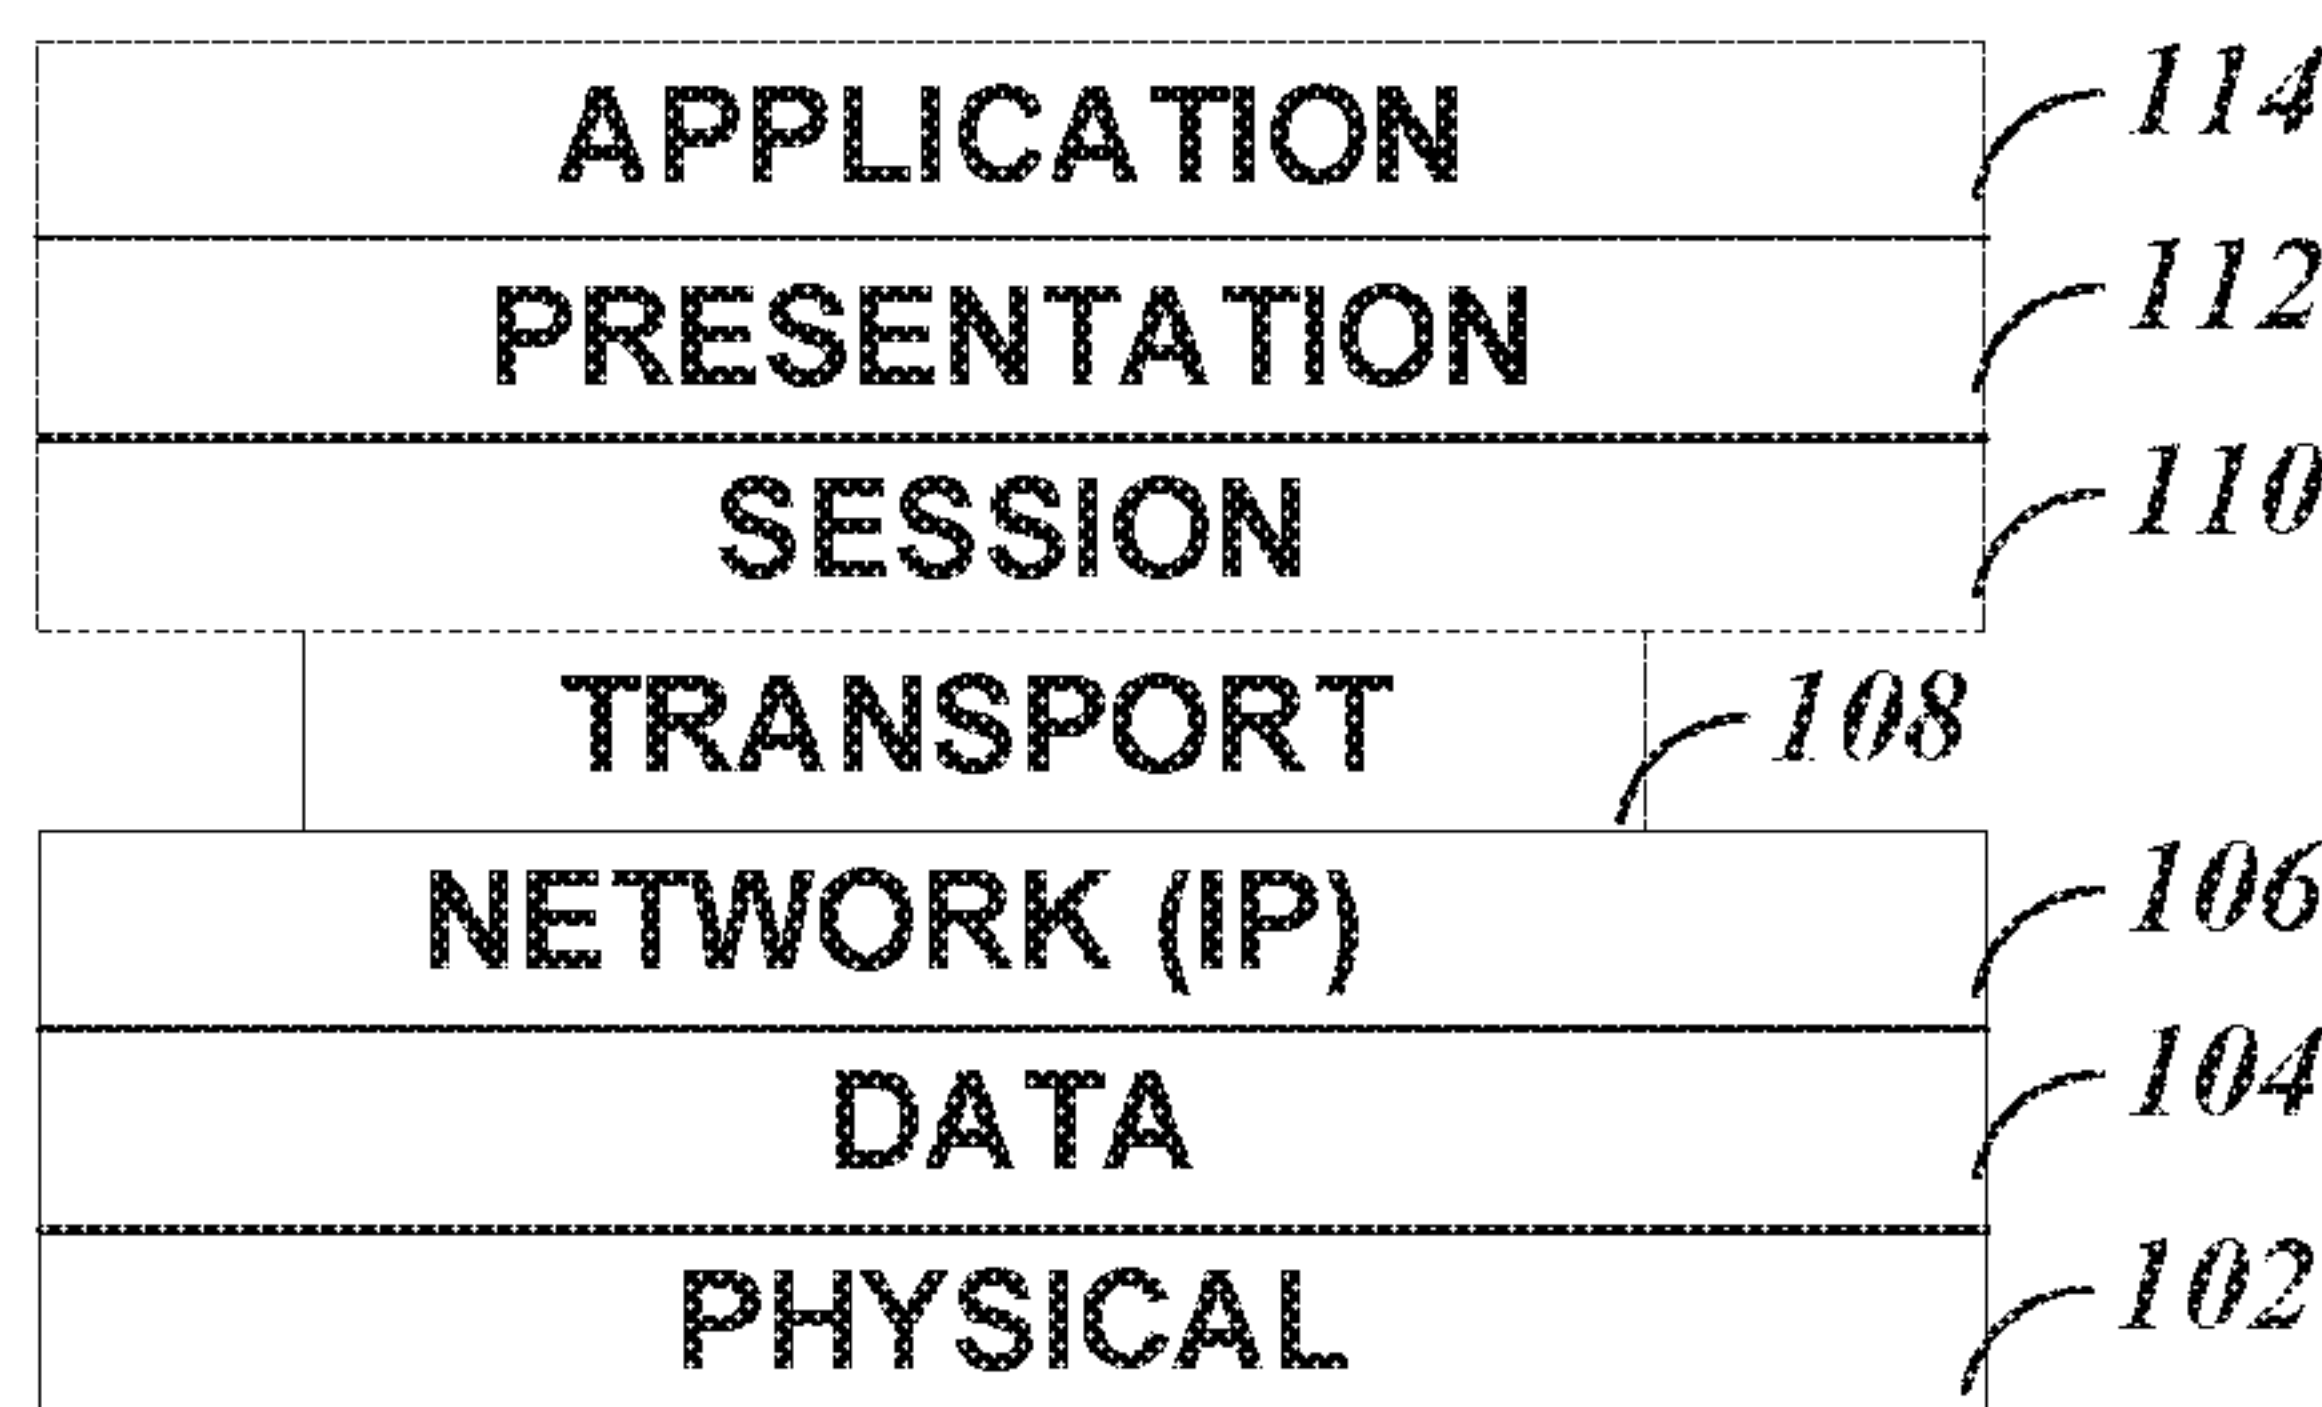 APPLICATION 114
PRESENTATION 112
SESSION 110
TRANSPORT 108
NETWORK (IP) 106
DATA 104
PHYSICAL 102